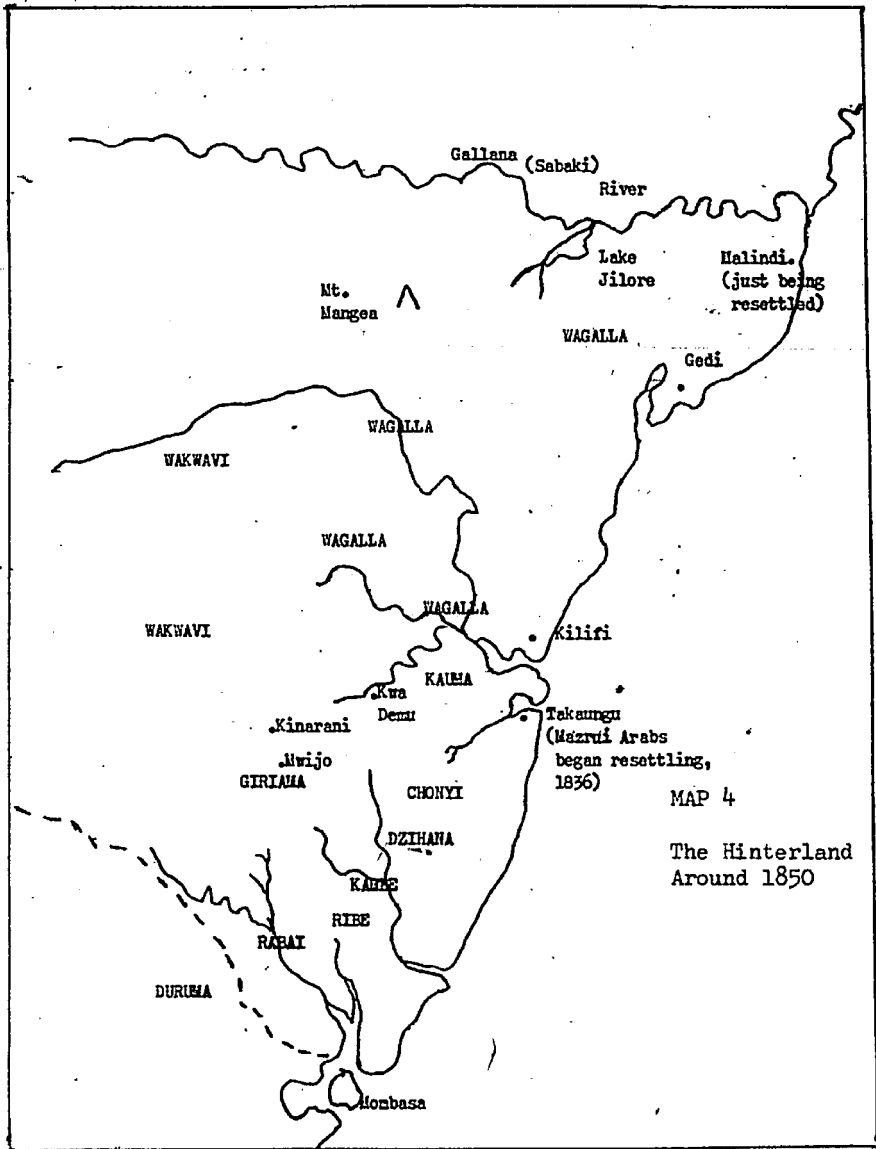 Gallana (Sabaki)
River
Lake
Jilore
Malindi.
(just being
resettled)
Mt.
Mangea
WAGALLA
Gedi
WAGALLA
WAKWAVI
WAGALLA
WAGALLA
WAKWAVI
Kilifi
KAUMA
Kwa
Demu
Kinarani
Takaungu
(Mazrui Arabs
began resettling,
1836)
Mwijo
GIRIAMA
CHONYI
MAP 4
DZIHANA
The Hinterland
Around 1850
KAMBE
RIBE
RABAI
DURUMA
Mombasa